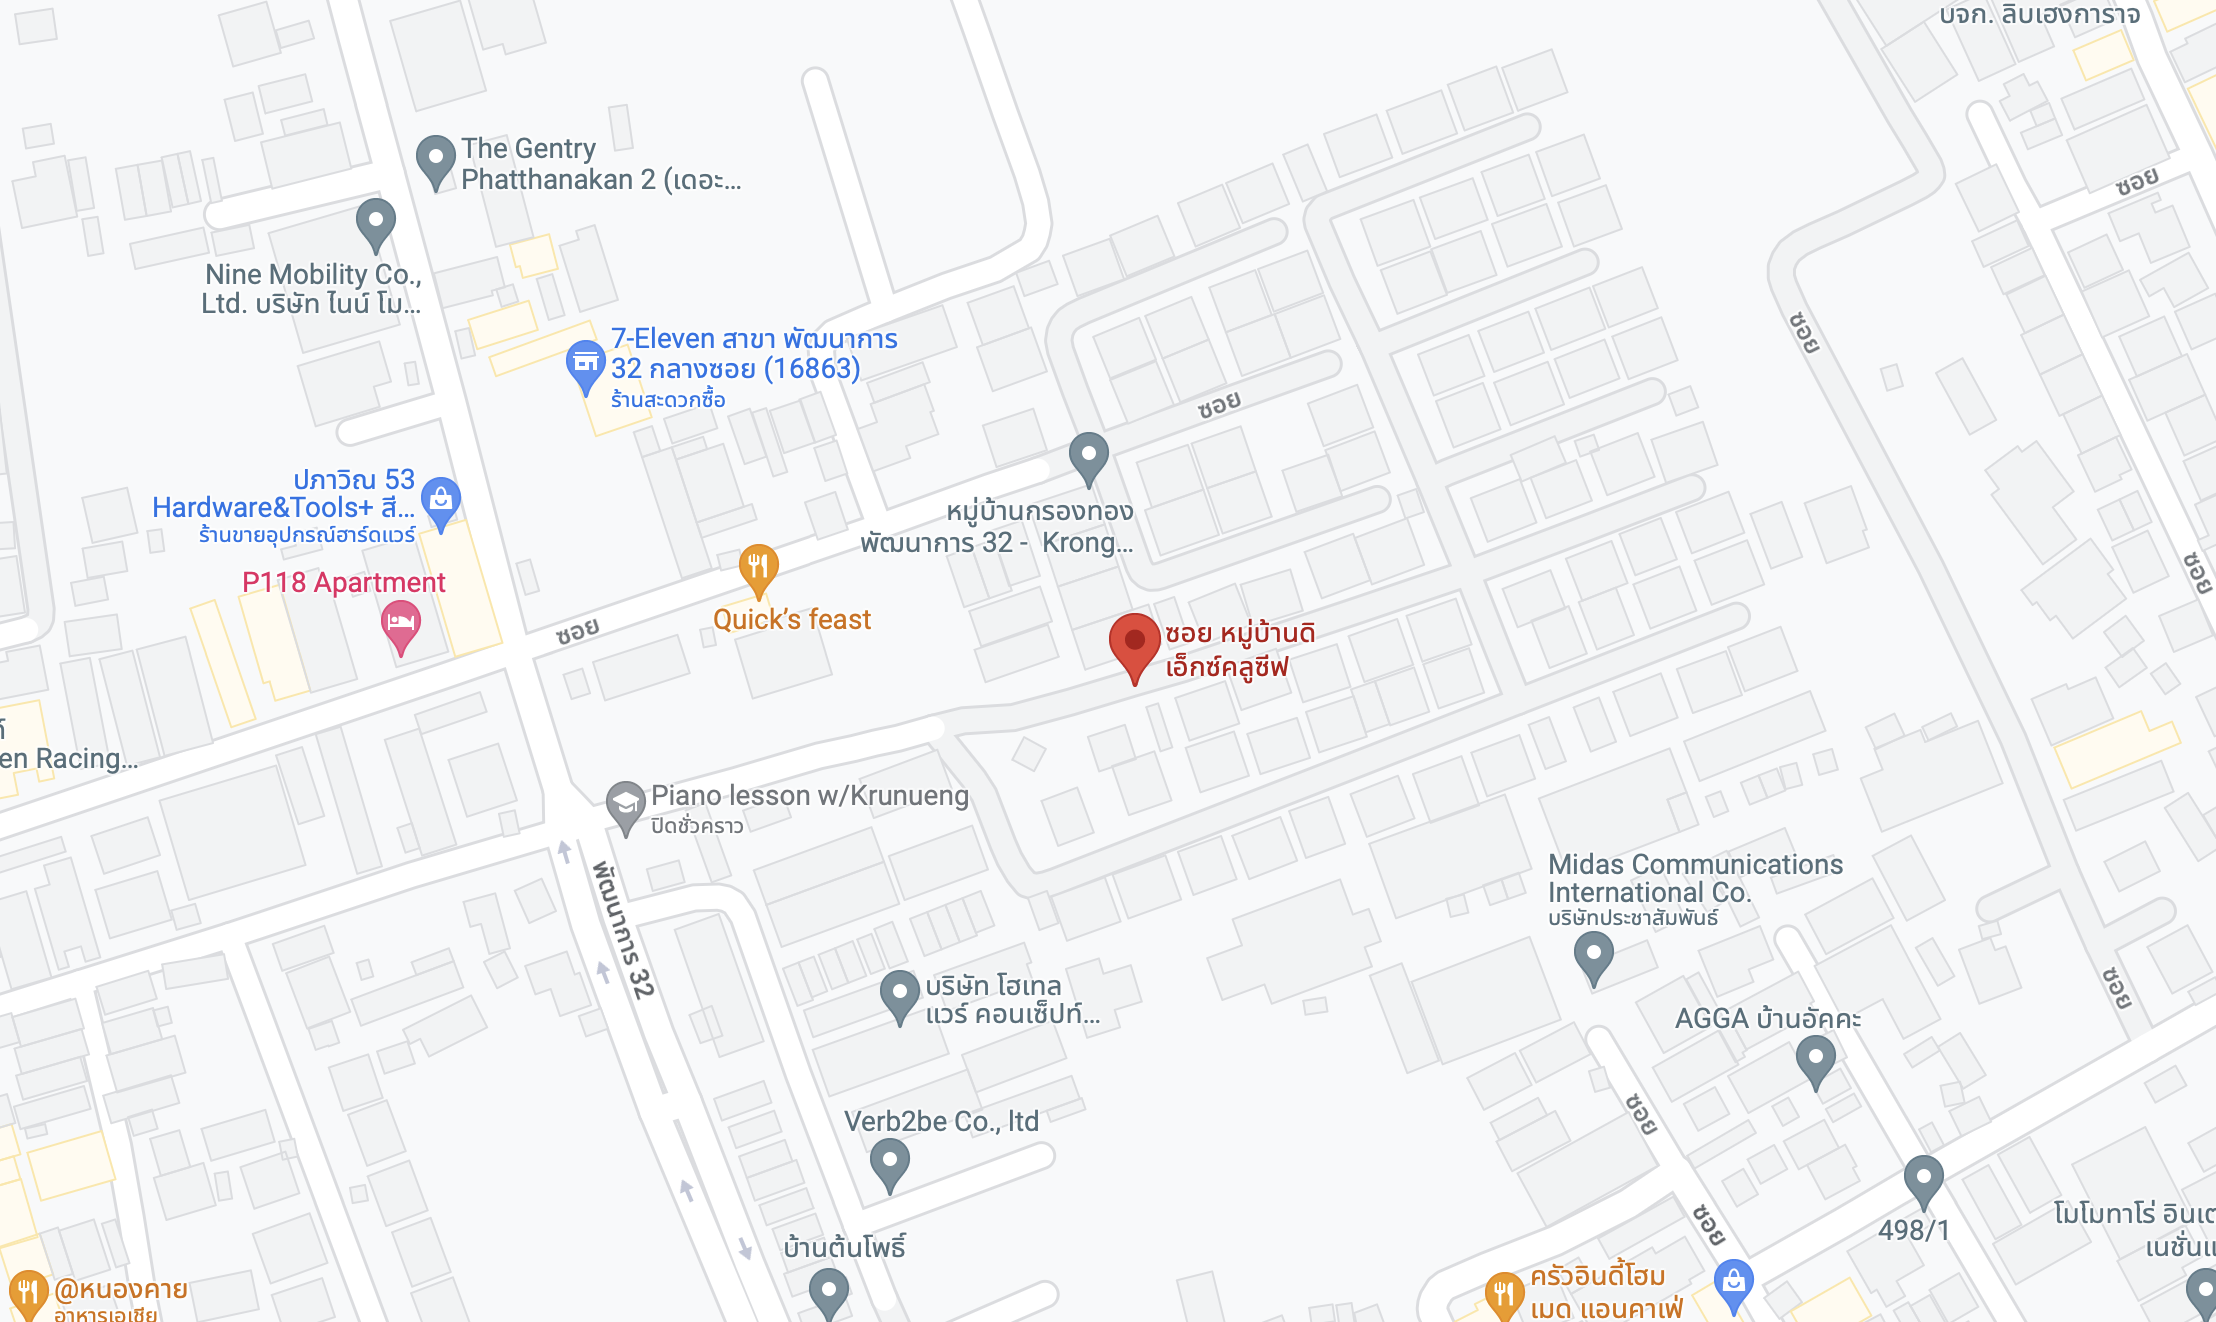 บจก. ลิบเฮงการาจ
The Gentry
Phatthanakan 2 (เดอะ...
ซอย
Nine Mobility Co.,
Ltd. บริษัท ไนน์ โม...
7-Eleven สาขา พัฒนาการ
32 กลางซอย (16863)
ร้านสะดวกซื้อ
ซอย
ซอย
ปภาวิณ 53
Hardware&Tools+ สี...
ร้านขายอุปกรณ์ฮาร์ดแวร์
หมู่บ้านกรองทอง
พัฒนาการ 32 - Krong...
P118 Apartment
ซอย
Quick's feast
ซอย
ซอย หมู่บ้านดิ
เอ็กซ์คลูซีฟ
en Racing...
Piano lesson w/Krunueng
ปิดชั่วคราว
พัฒนาการ 32
Midas Communications
International Co.
บริษัทประชาสัมพันธ์
บริษัท โฮเทล
แวร์ คอนเซ็ปท์...
ซอย
AGGA บ้านอัคคะ
Verb2be Co., ltd
ซอย
ซอย
498/1
โมโมทาโร่ อินเต
เนชั่นแ
บ้านต้นโพธิ์
@หนองคาย
อาหารเอเชีย
ครัวอินดี้โฮม
เมด แอนคาเฟ่